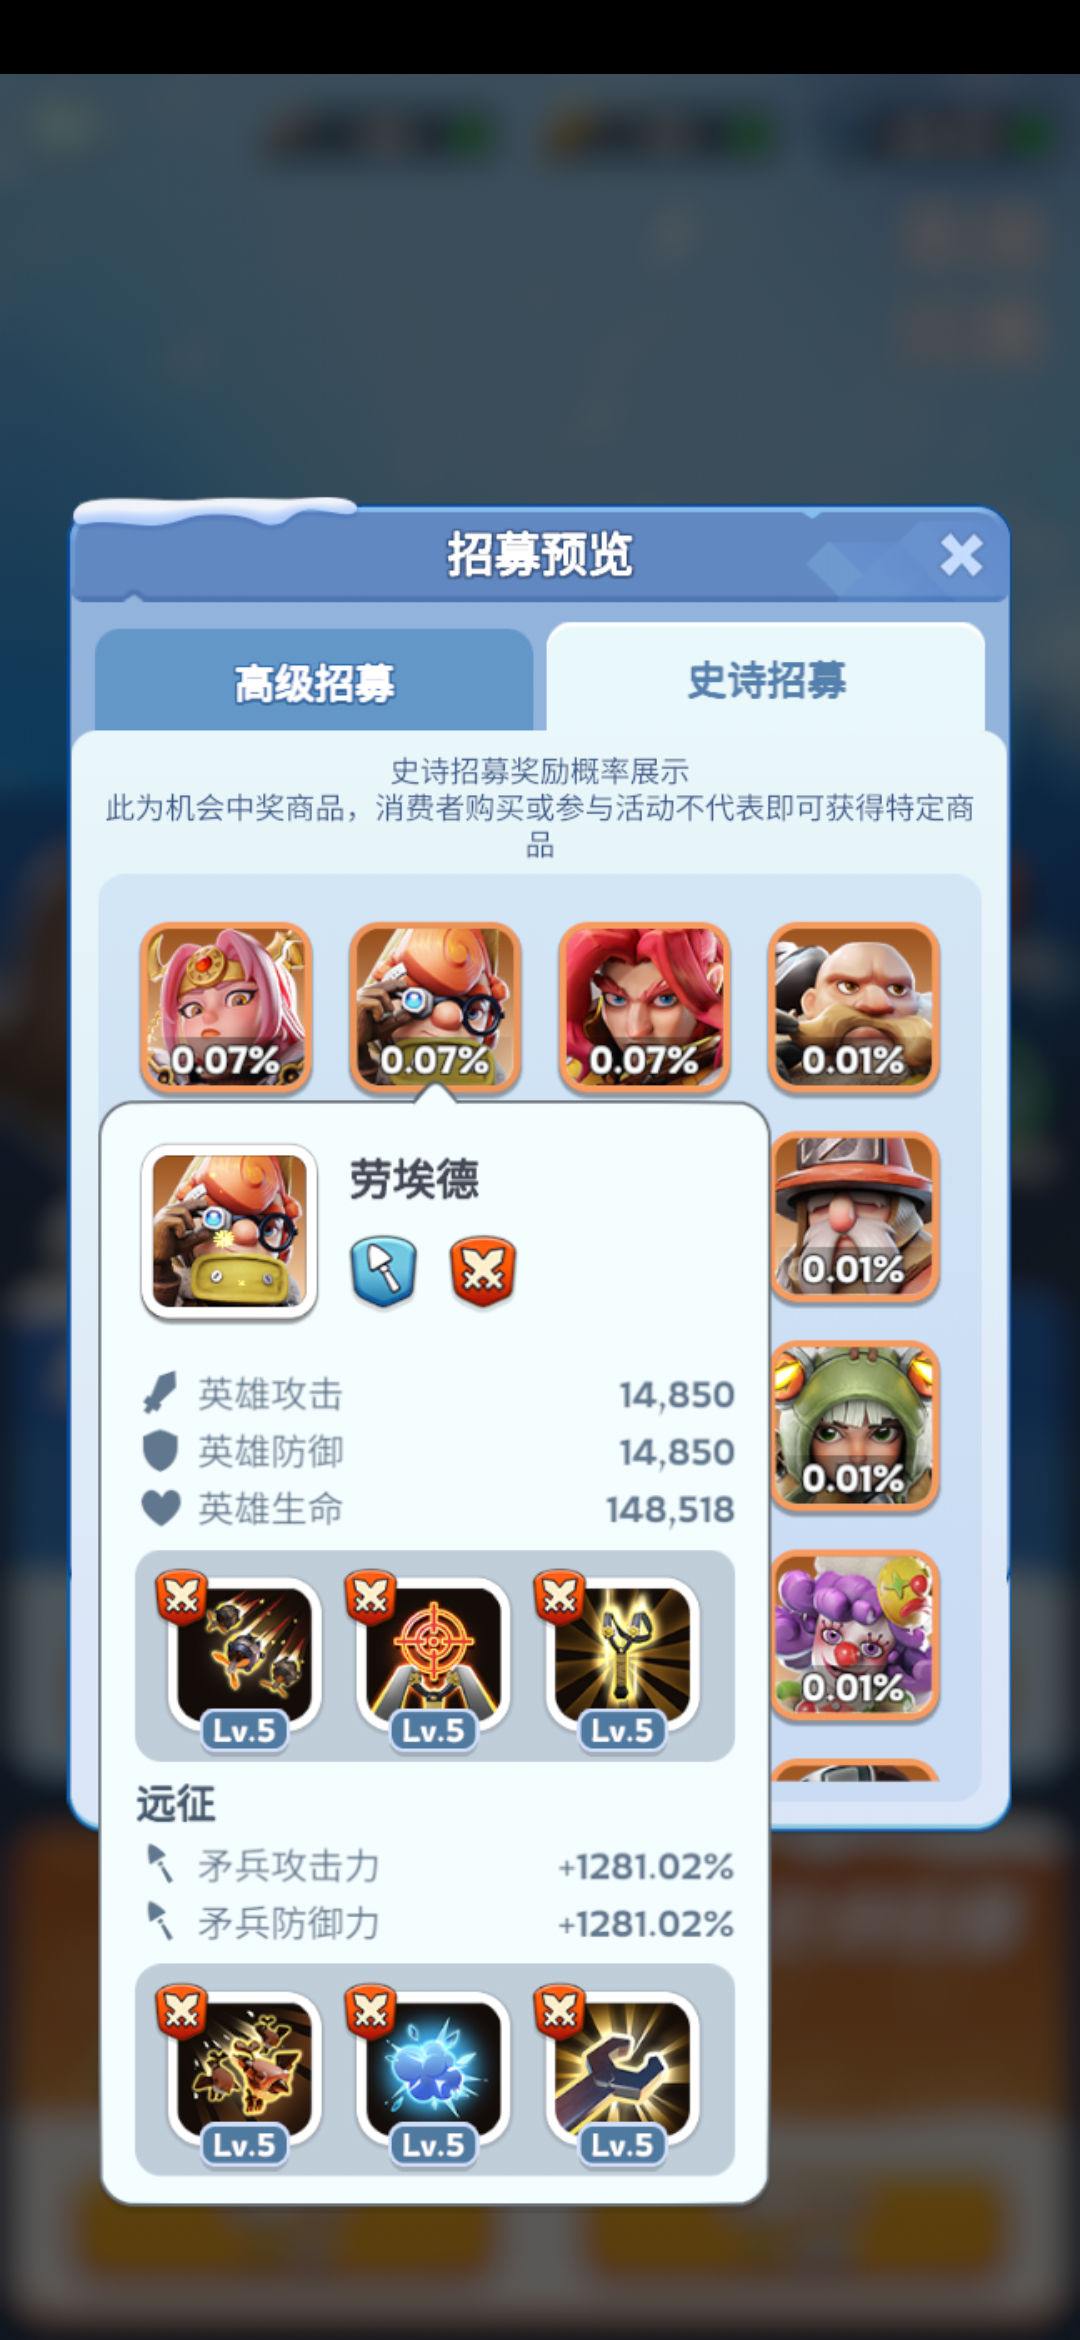 招募预览
高级招募
史诗招募
史诗招募奖励概率展示
此为机会中奖商品，消费者购买或参与活动不代表即可获得特定商
品
0.07%
0.07%
0.07%
0.01%
劳埃德
0.01%
英雄攻击 14,850
英雄防御 14,850
英雄生命 148,518
0.01%
0.01%
Lv.5
Lv.5
Lv.5
远征
矛兵攻击力 +1281.02%
矛兵防御力 +1281.02%
Lv.5
Lv.5
Lv.5